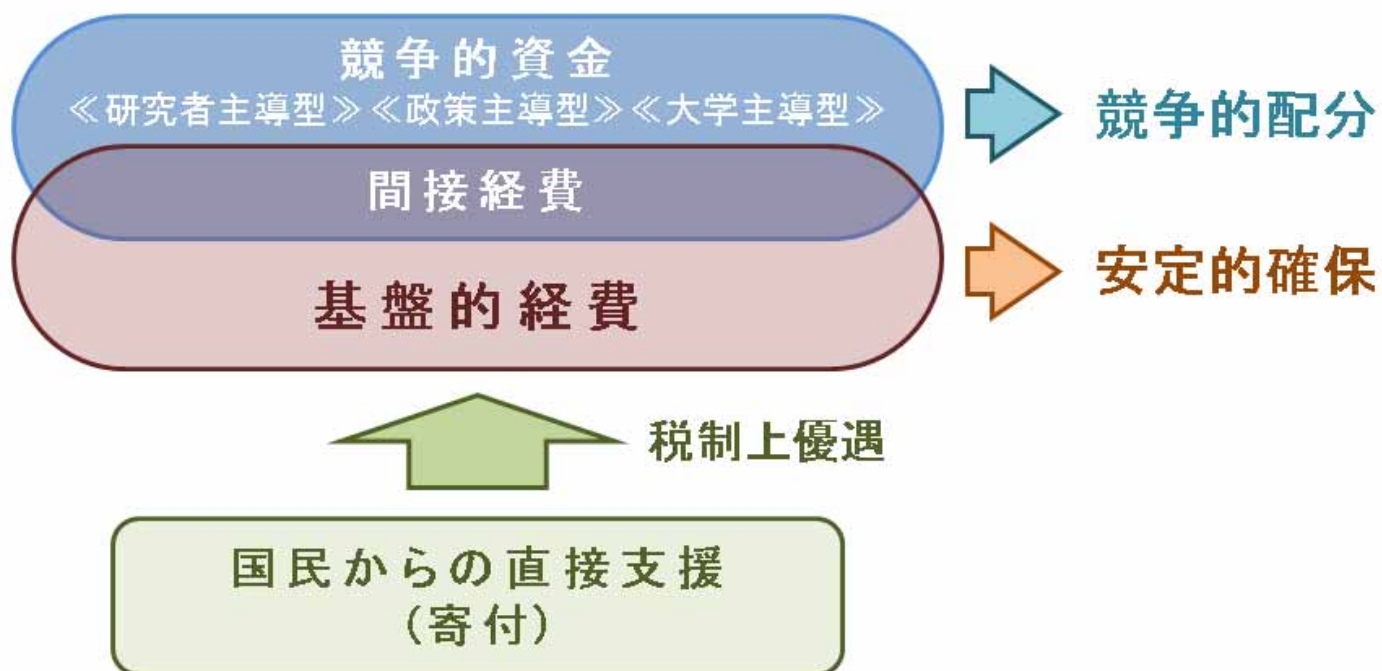 競争的資金
≪研究者主導型≫≪政策主導型≫≪大学主導型≫
競争的配分
間接経費
安定的確保
基盤的経費
税制上優遇
国民からの直接支援
(寄付)